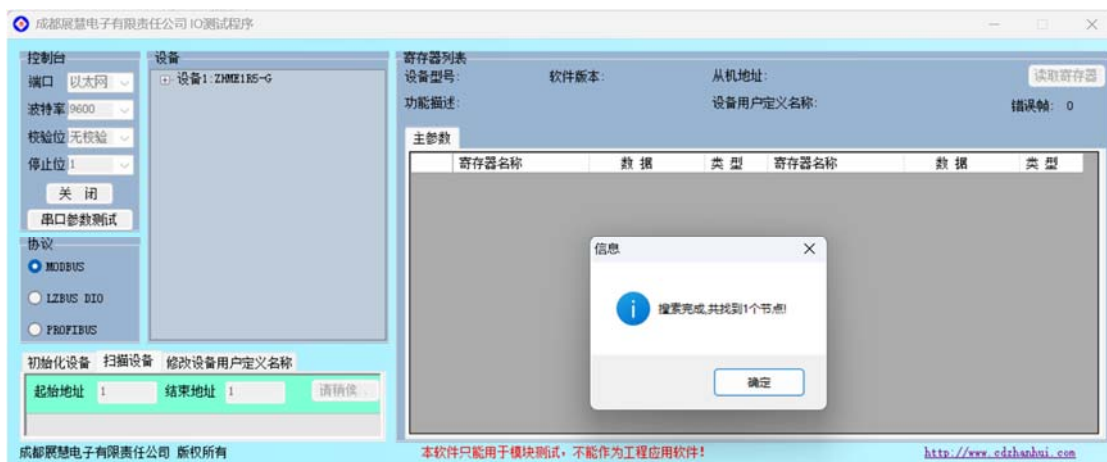 成都展慧电子有限责任公司 IO测试程序
控制台
端口 以太网
波特率 9600
校验位 无校验
停止位 1
关 闭
串口参数测试
协议
MODBUS
LZBUS DIO
PROFIBUS
设备
设备1:ZHME1R5-G
寄存器列表
设备型号: 软件版本: 从机地址: 读取寄存器
功能描述: 设备用户定义名称: 错误帧: 0
主参数
寄存器名称 数 据 类 型 寄存器名称 数 据 类 型
信息
搜索完成,共找到1个节点!
确定
初始化设备 扫描设备 修改设备用户定义名称
起始地址 1 结束地址 1 请稍侯..
成都展慧电子有限责任公司 版权所有 本软件只能用于模块测试，不能作为工程应用软件! http://www.cdzhanhui.com